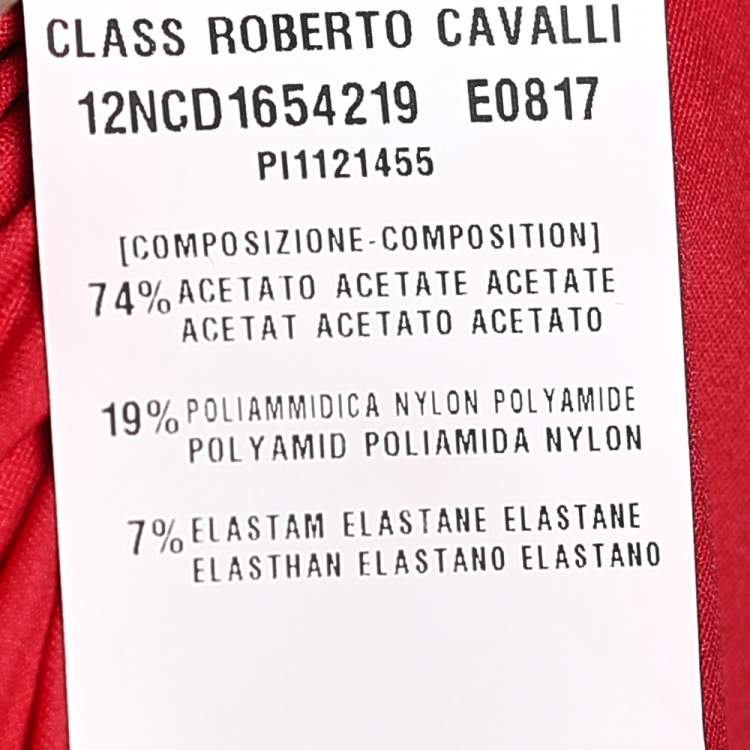 CLASS ROBERTO CAVALLI
12NCD1654219 E0817
PI1121455
[COMPOSIZIONE-COMPOSITION]
74% ACETATO ACETATE ACETATE
ACETAT ACETATO ACETATO
19% POLIAMMIDICA NYLON POLYAMIDE
POLYAMID POLIAMIDA NYLON
7% ELASTAM ELASTANE ELASTANE
ELASTHAN ELASTANO ELASTANO